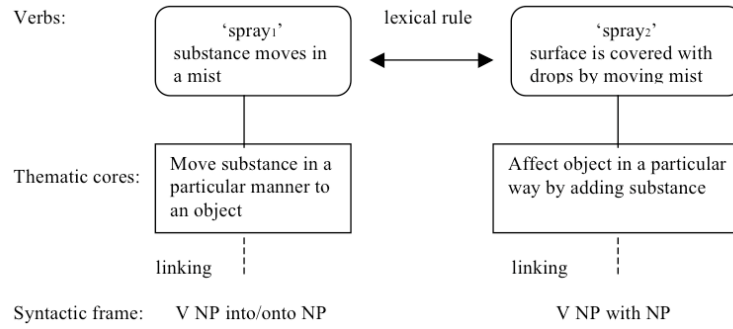 Verbs:
'spray1'
substance moves in
a mist
lexical rule
'spray2'
surface is covered with
drops by moving mist
Thematic cores:
Move substance in a
particular manner to
an object
Affect object in a particular
way by adding substance
linking
linking
Syntactic frame:
V NP into/onto NP
V NP with NP